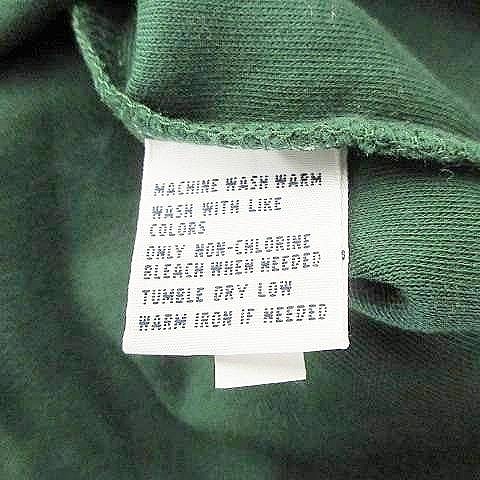 MACHINE WASH WARM
WASH WITH LIKE
COLORS
ONLY NON-CHLORINE
BLEACH WHEN NEEDED
TUMBLE DRY LOW
WARM IRON IF NEEDED